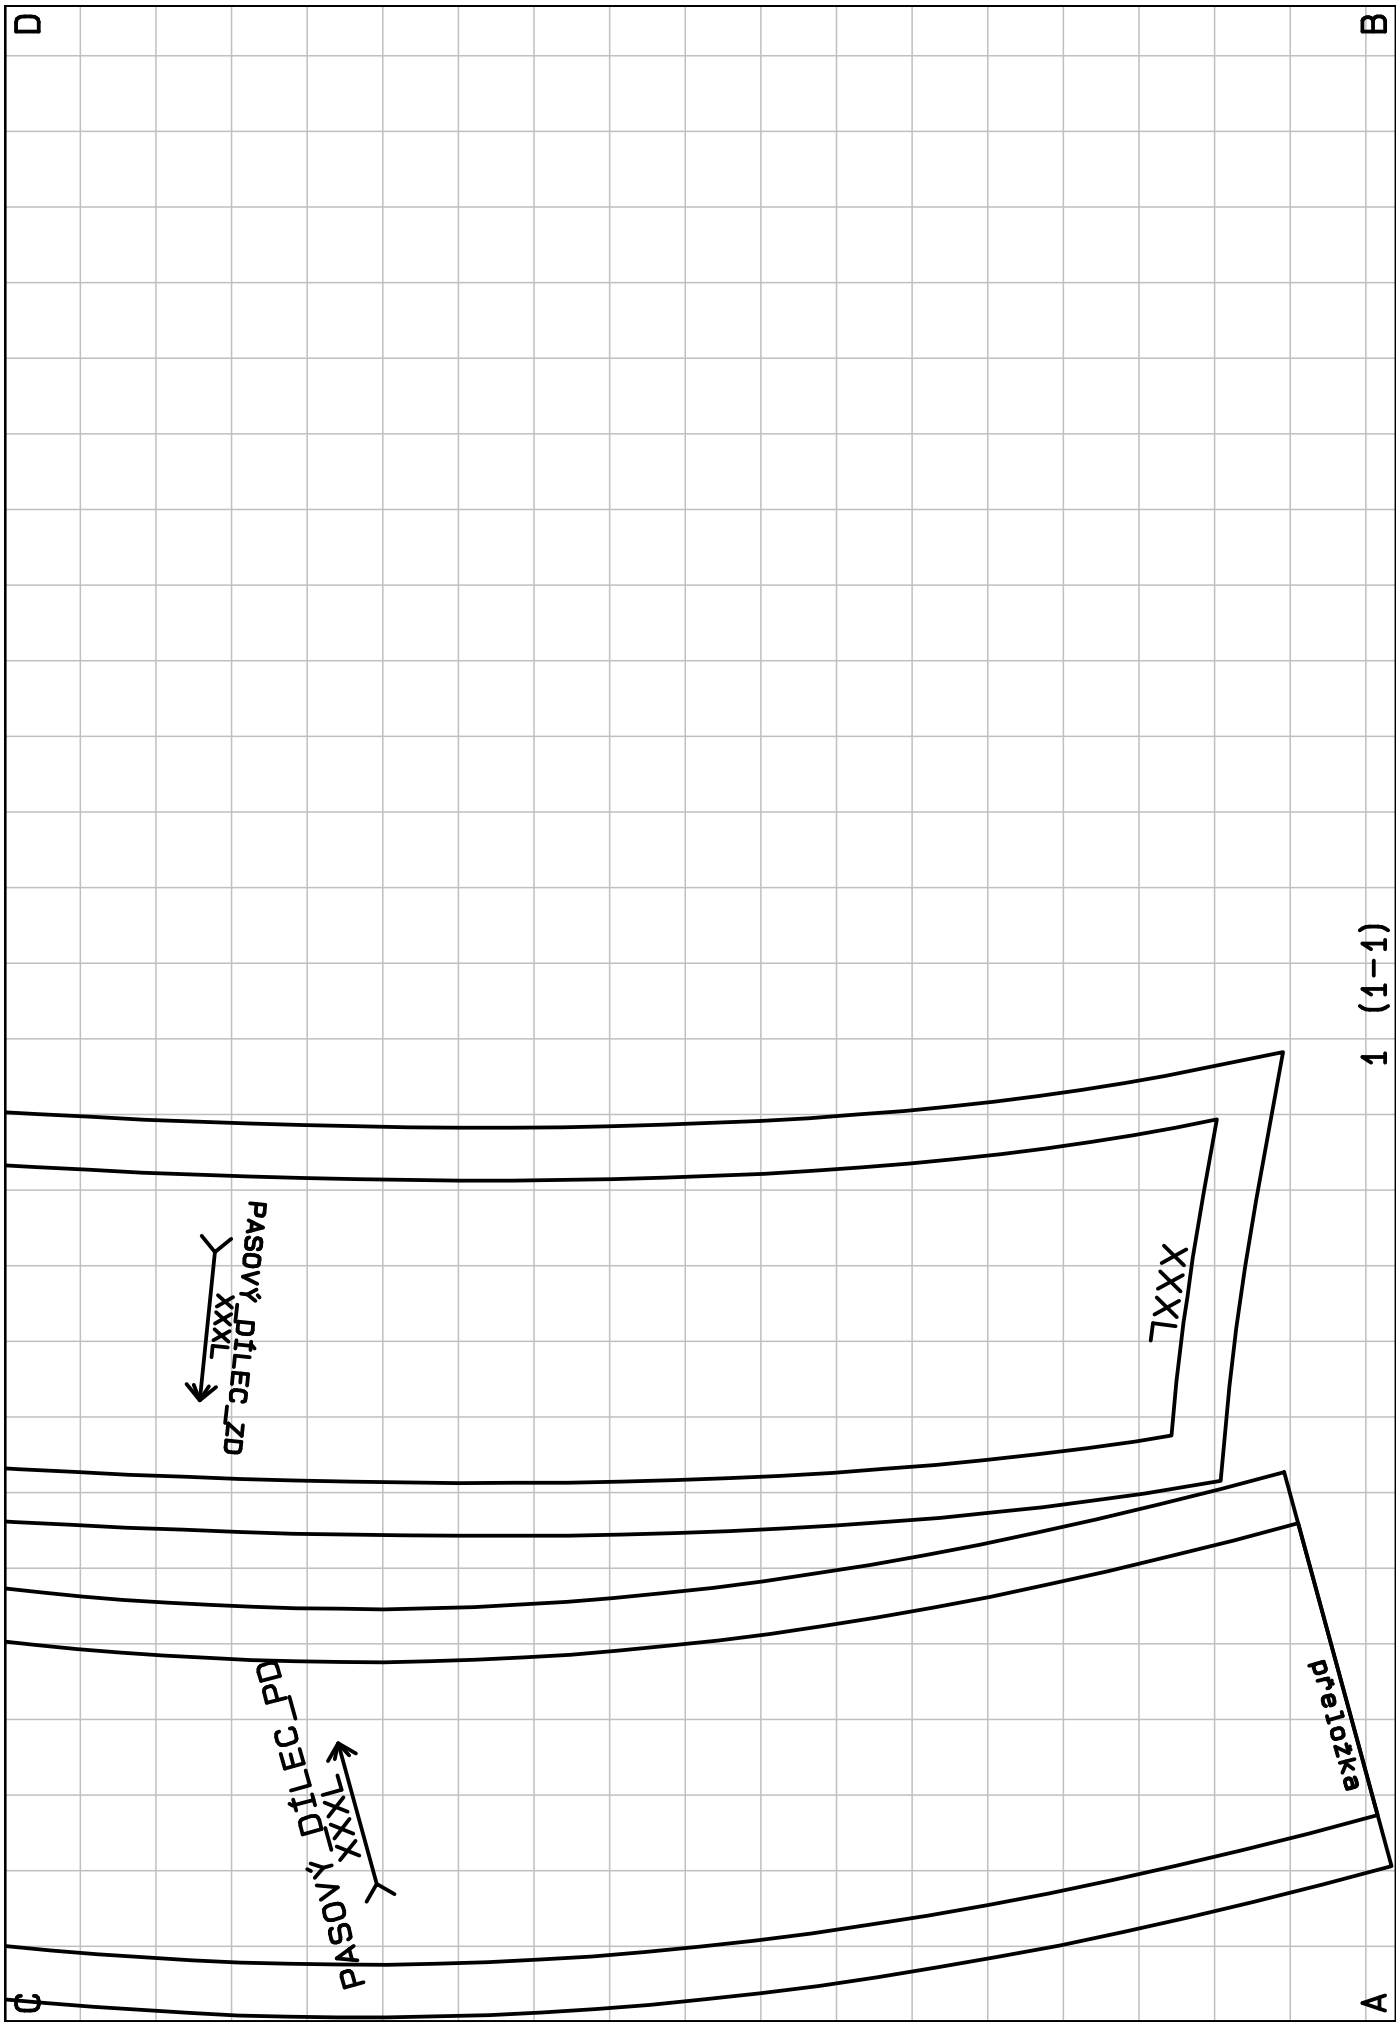 D
B
1 (1-1)
PASOVÝ_DÍLEC_ZD
XXXL
XXXL
PASOVÝ_DÍLEC_PD
XXXL
přeložka
C
A